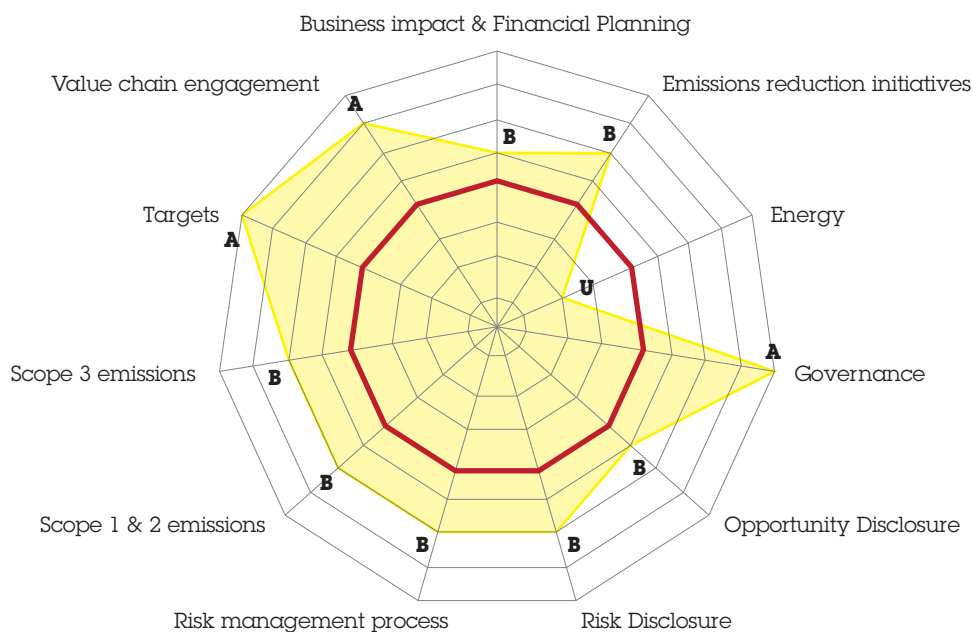 Business impact & Financial Planning
Value chain engagement
Emissions reduction initiatives
A
B
B
Targets
Energy
A
U
Scope 3 emissions
B
A
Governance
B
B
Scope 1 & 2 emissions
Opportunity Disclosure
B
B
Risk management process
Risk Disclosure